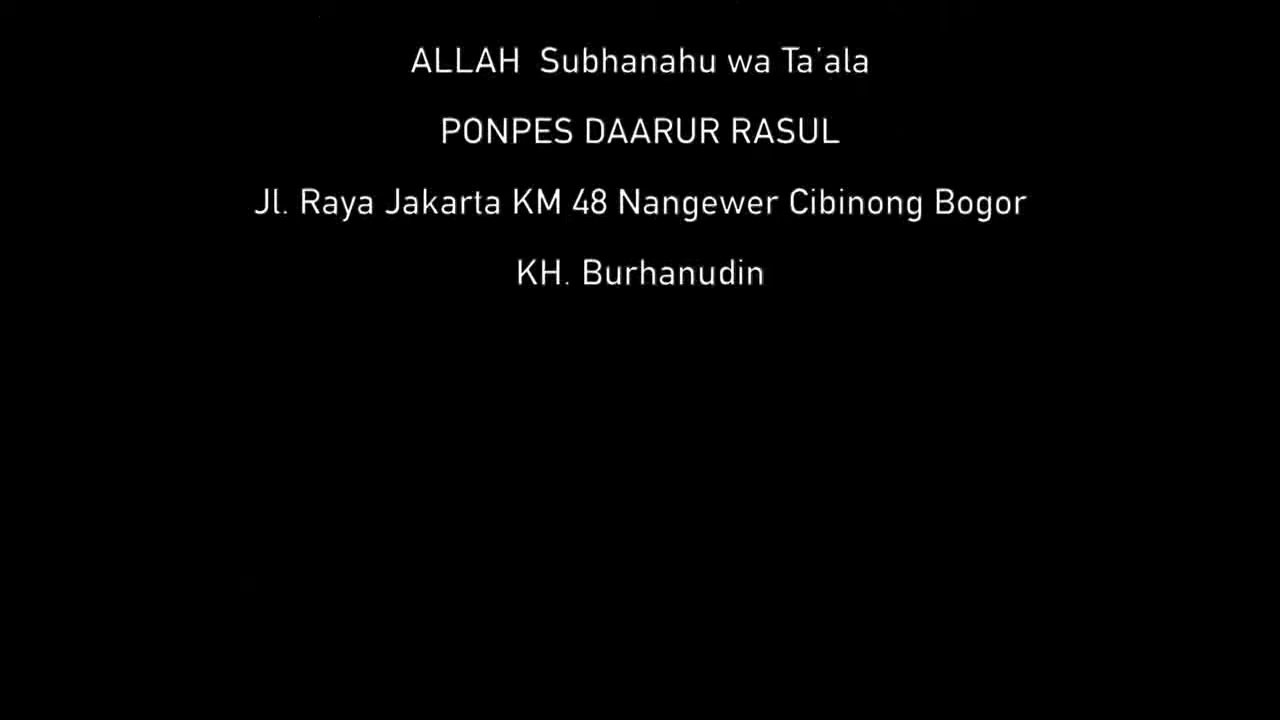 ALLAH  Subhanahu wa Ta'ala
PONPES DAARUR RASUL
Jl. Raya Jakarta KM 48 Nangewer Cibinong Bogor
KH. Burhanudin